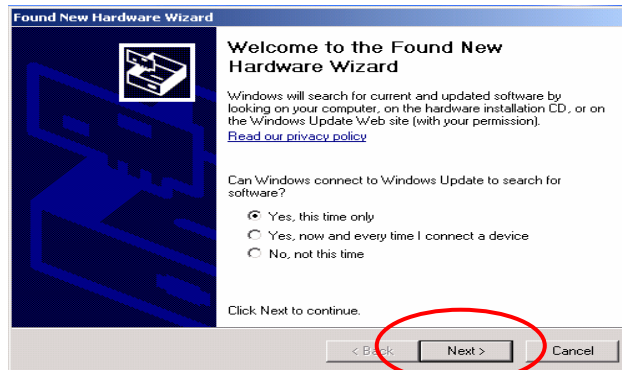 Found New Hardware Wizard
Welcome to the Found New
Hardware Wizard
Windows will search for current and updated software by
looking on your computer, on the hardware installation CD, or on
the Windows Update Web site (with your permission).
Read our privacy policy
Can Windows connect to Windows Update to search for
software?
Yes, this time only
Yes, now and every time I connect a device
No, not this time
Click Next to continue.
< Back Next > Cancel